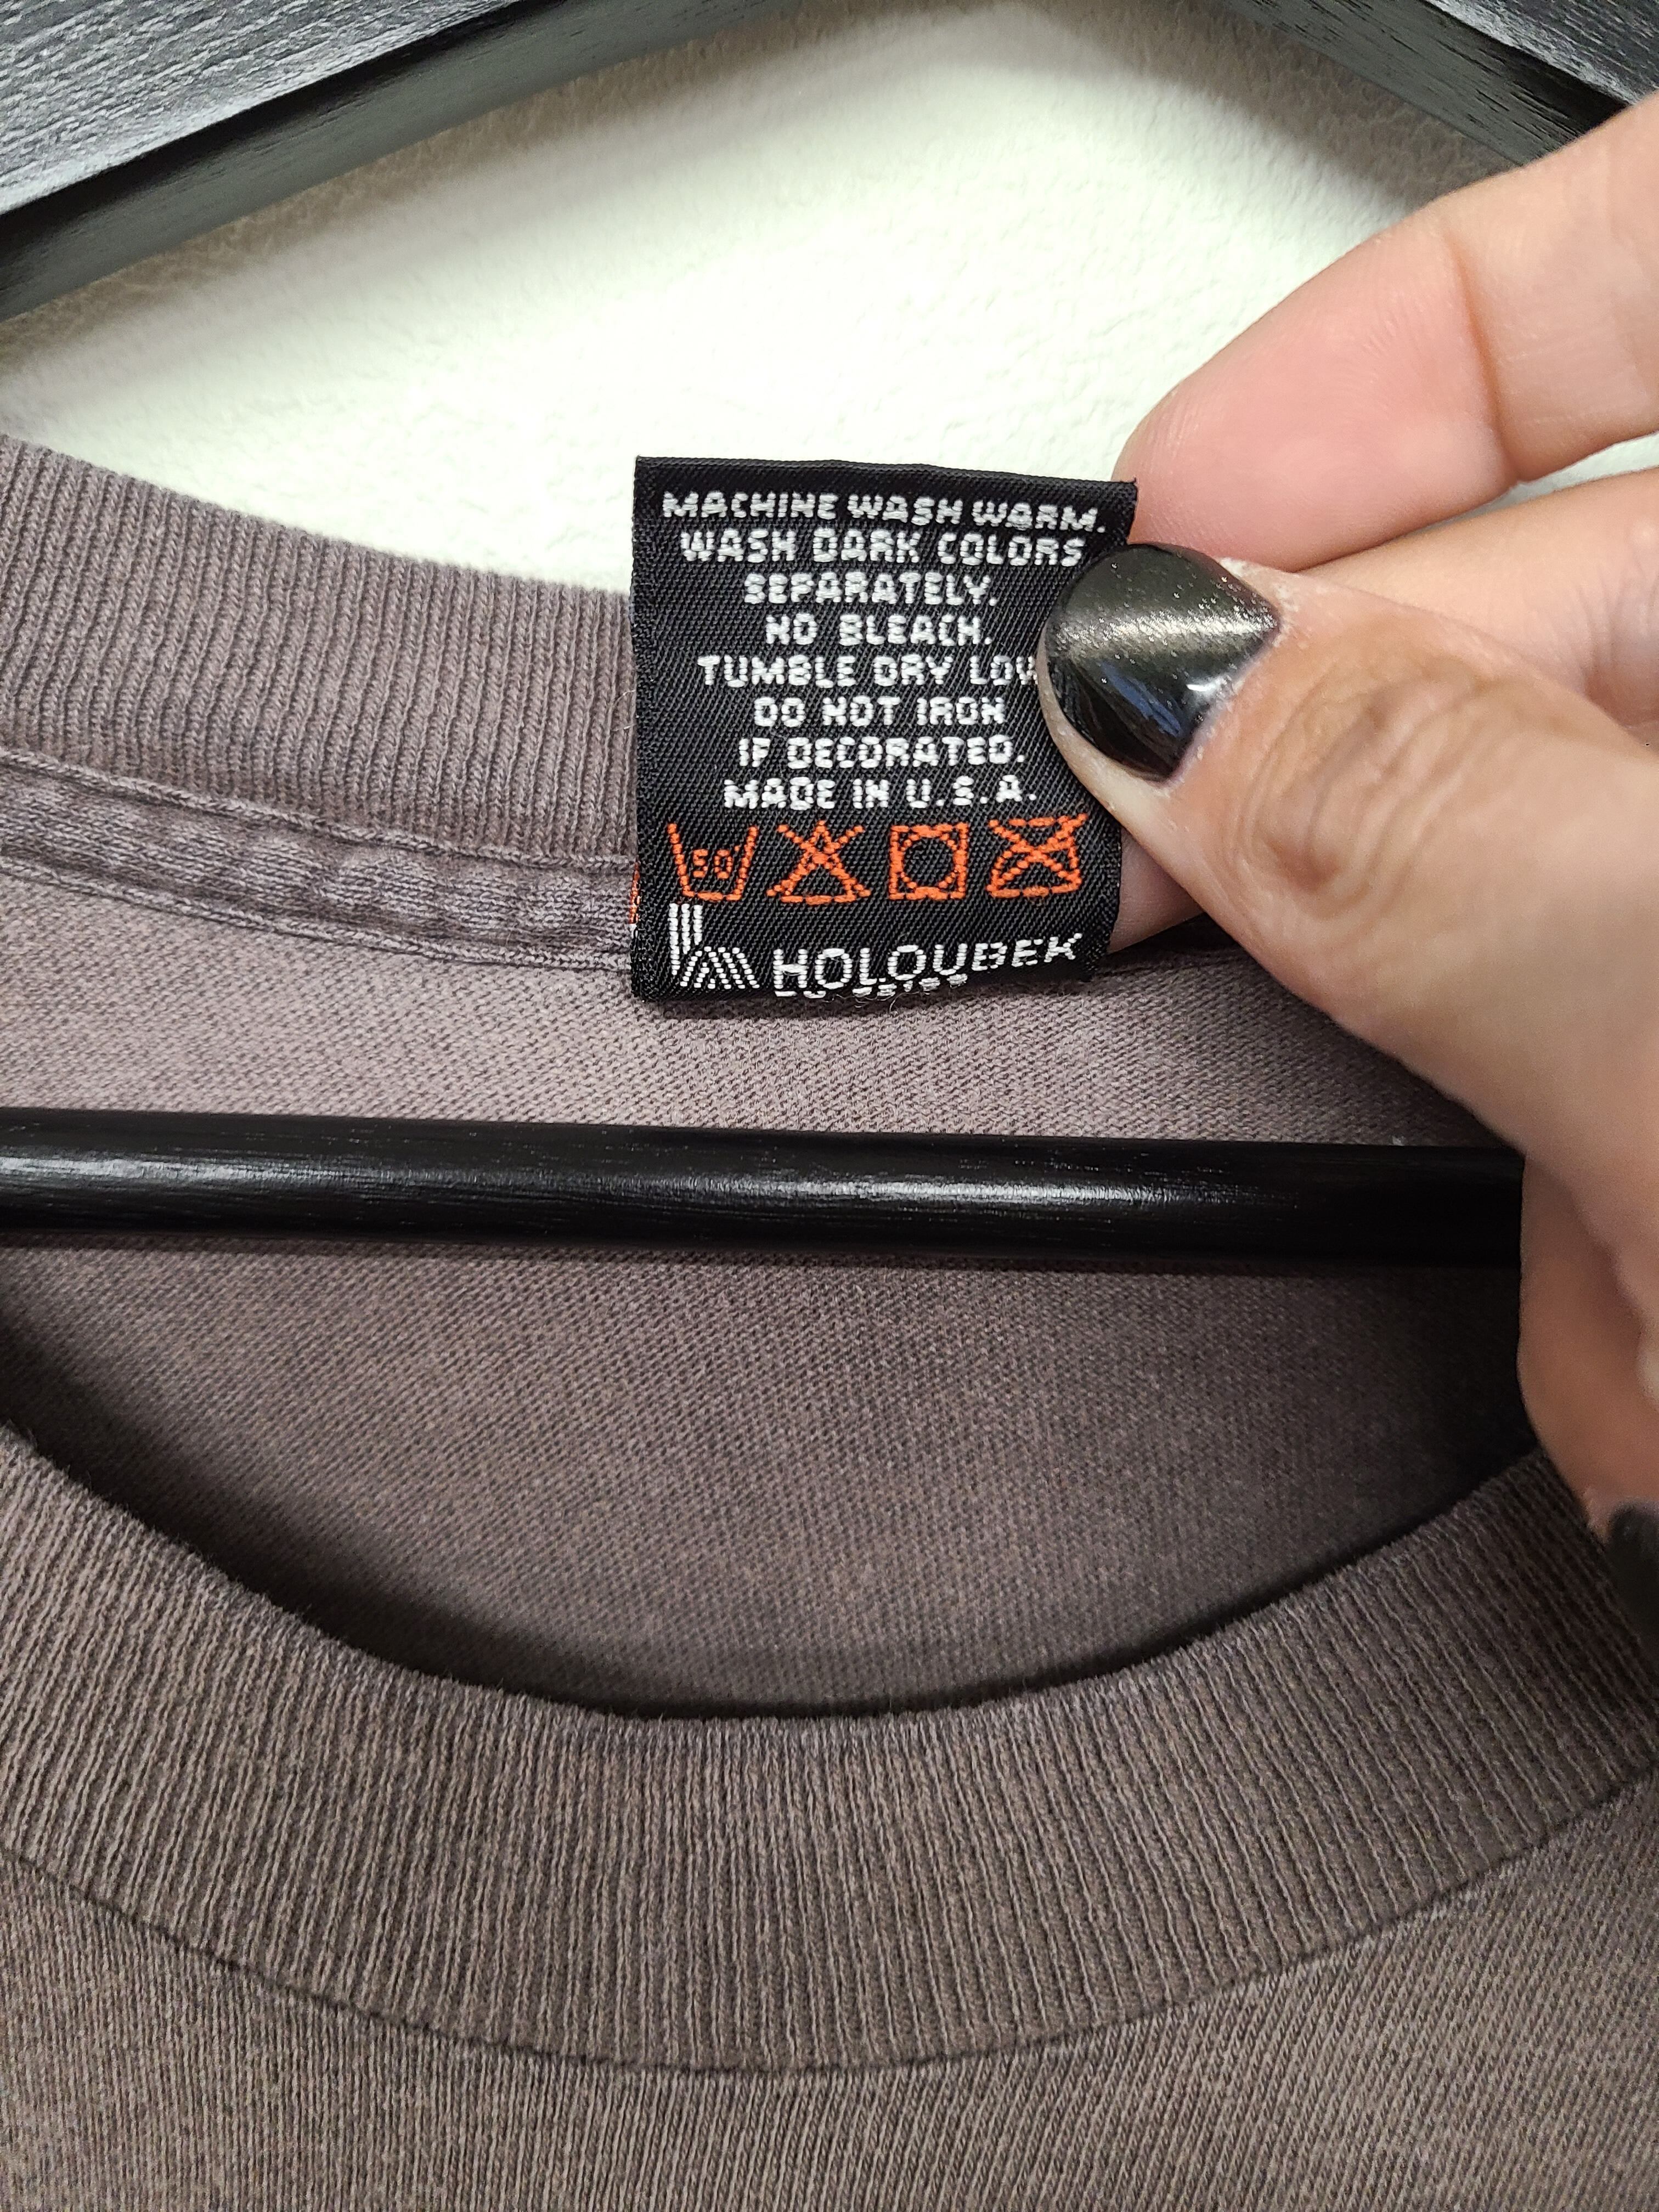 MACHINE WASH WARM.
WASH DARK COLORS
SEPARATELY.
NO BLEACH.
TUMBLE DRY LOW
DO NOT IRON
IF DECORATED.
MADE IN U.S.A.
50°
HOLOUBEK